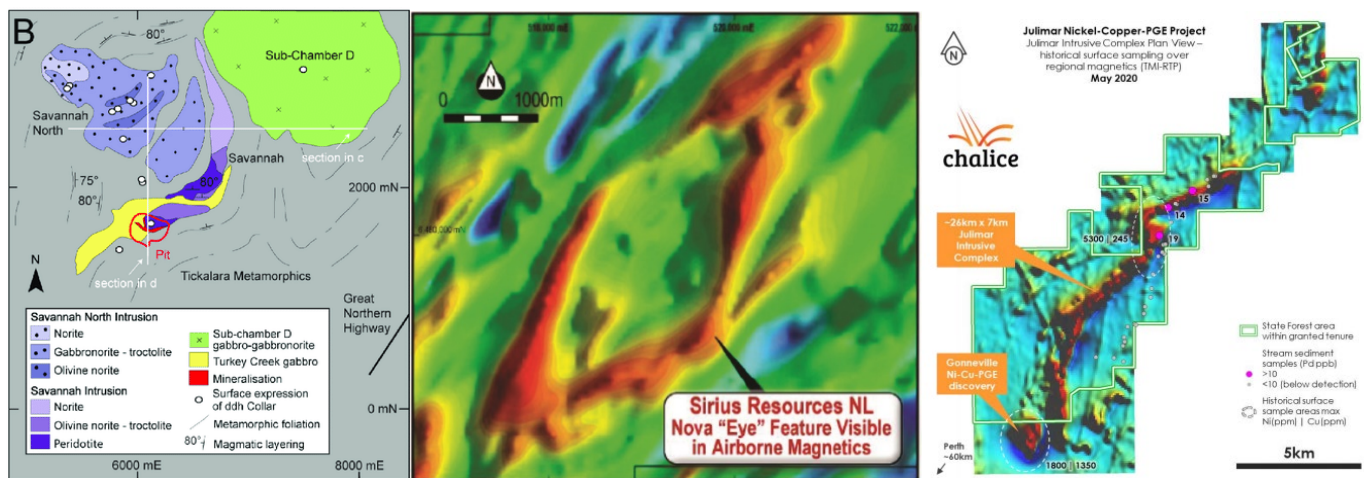 B
80°
Sub-Chamber D
Savannah
North
section in c
Savannah
75°
80°
80°
2000 mN
Pit
N
section in d
Tickalara Metamorphics
Great
Northern
Highway
Savannah North Intrusion
Norite
Gabbronorite - troctolite
Olivine norite
Savannah Intrusion
Norite
Olivine norite - troctolite
Peridotite
Sub-chamber D
gabbro-gabbronorite
Turkey Creek gabbro
Mineralisation
Surface expression
of ddh Collar
Metamorphic foliation
80° Magmatic layering
0 mN
6000 mE
8000 mE
518,000 mE
520,000 mE
N
1000m
Sirius Resources NL
Nova "Eye" Feature Visible
in Airborne Magnetics
N
Julimar Nickel-Copper-PGE Project
Julimar Intrusive Complex Plan View –
historical surface sampling over
regional magnetics (TMI-RTP)
May 2020
chalice
15
14
5300 | 245
19
~26km x 7km
Julimar
Intrusive
Complex
Gonneville
Ni-Cu-PGE
discovery
State Forest area
within granted tenure
Stream sediment
samples (Pd ppb)
>10
<10 (below detection)
Historical surface
sample areas max
Ni(ppm) | Cu(ppm)
Perth
~60km
1800 | 1350
5km